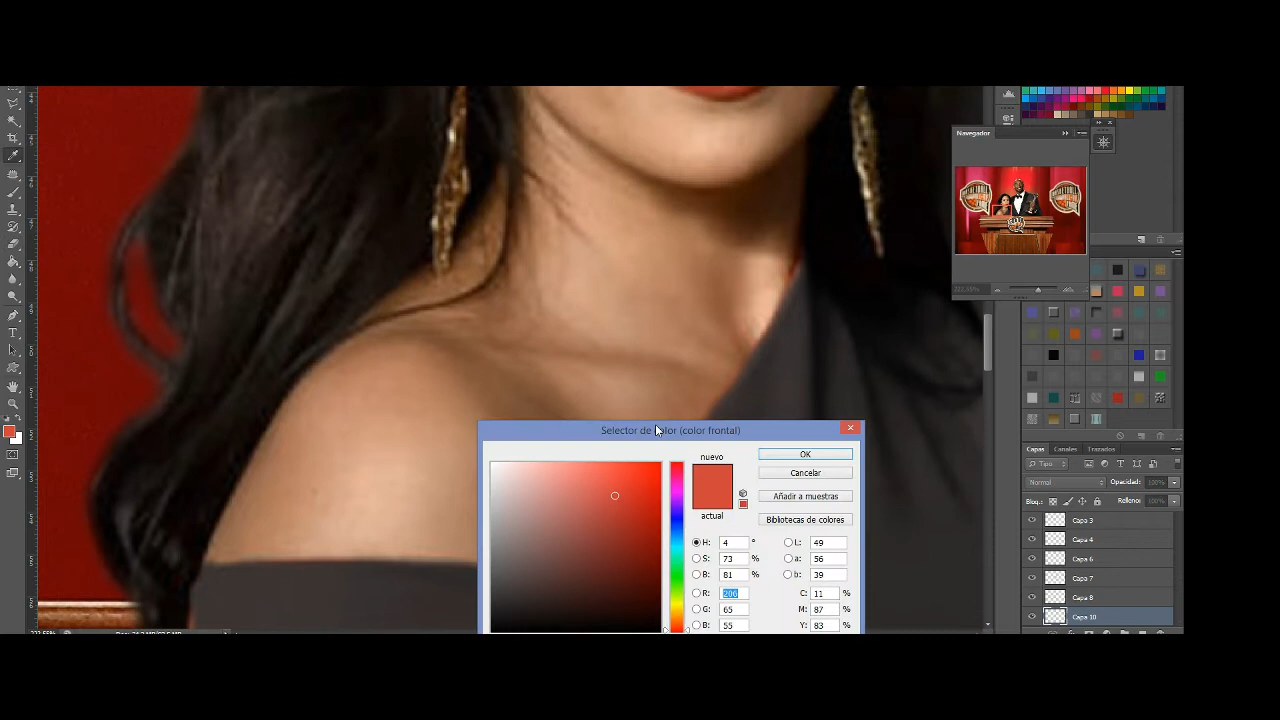 Navegador
Selector de color (color frontal)
nuevo
actual
OK
Cancelar
Añadir a muestras
Bibliotecas de colores
H: 4 °
S: 73 %
B: 81 %
R: 206
G: 65
B: 55
L: 49
a: 56
b: 39
C: 11 %
M: 87 %
Y: 83 %
Capas Canales Trazados
Tipo
Normal Opacidad: 100%
Bloq.: Relleno: 100%
Capa 3
Capa 4
Capa 6
Capa 7
Capa 8
Capa 10